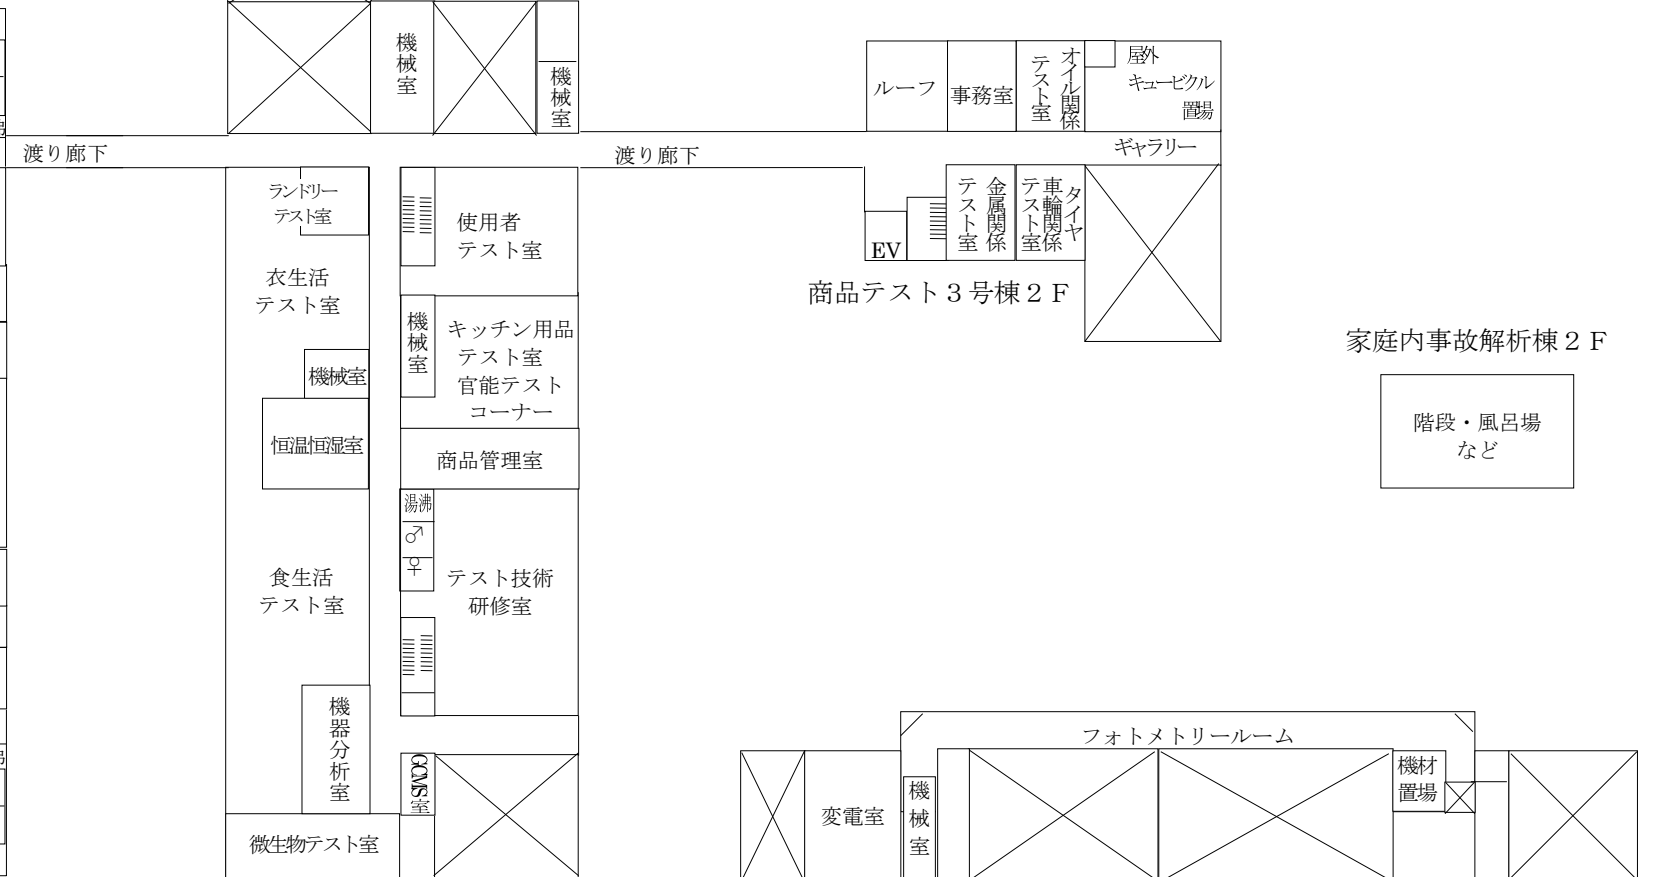 機械室
機械室
渡り廊下
渡り廊下
ルーフ
事務室
オイル関係
テスト室
屋外
キュービクル
置場
ギャラリー
ランドリー
テスト室
使用者
テスト室
衣生活
テスト室
EV
金属関係
テスト室
タイヤ
車輪関係
テスト室
商品テスト3号棟2F
機械室
キッチン用品
テスト室
官能テスト
コーナー
機械室
恒温恒湿室
商品管理室
家庭内事故解析棟2F
階段・風呂場
など
湯沸
♂
♀
食生活
テスト室
テスト技術
研修室
機器分析室
GCMS室
微生物テスト室
フォトメトリールーム
変電室
機械室
機材
置場